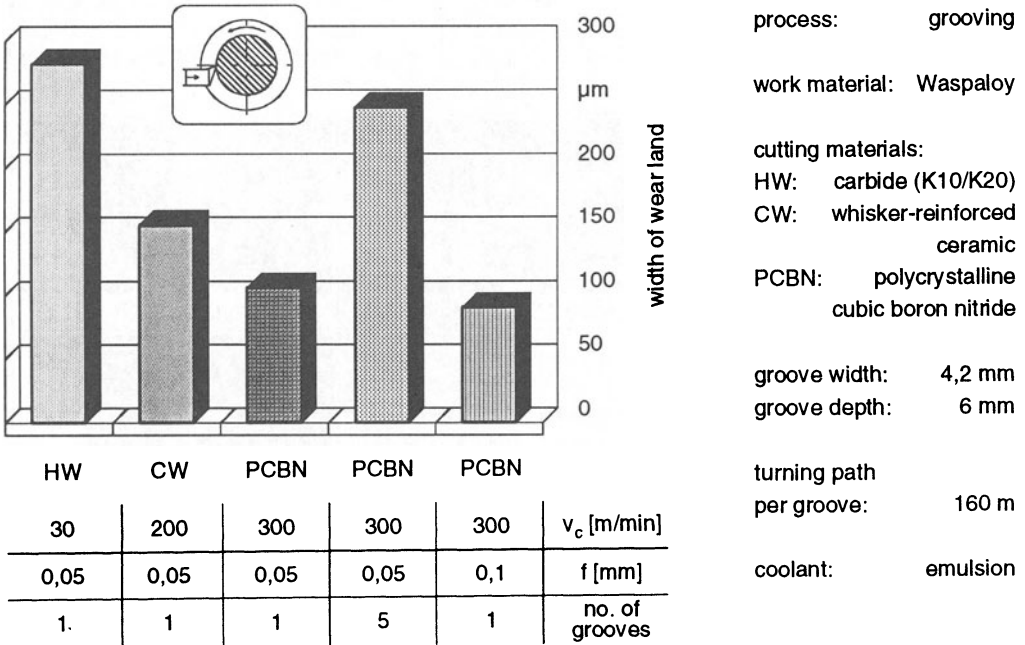 300
µm
200
150
100
50
0
width of wear land
HW CW PCBN PCBN PCBN
30 200 300 300 300 v_c [m/min]
0,05 0,05 0,05 0,05 0,1 f [mm]
1. 1 1 5 1 no. of
grooves
process: grooving
work material: Waspaloy
cutting materials:
HW: carbide (K10/K20)
CW: whisker-reinforced
ceramic
PCBN: polycrystalline
cubic boron nitride
groove width: 4,2 mm
groove depth: 6 mm
turning path
per groove: 160 m
coolant: emulsion